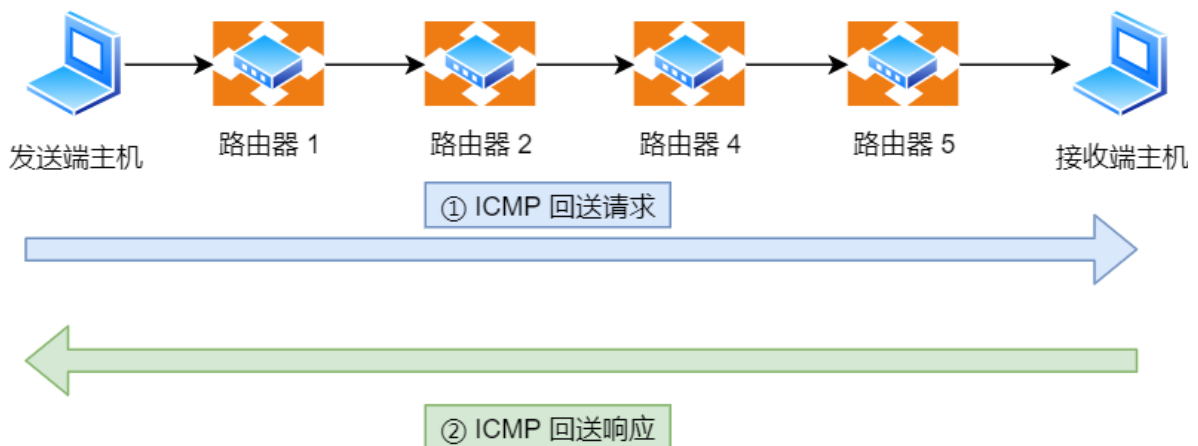 发送端主机
路由器 1
路由器 2
路由器 4
路由器 5
接收端主机
① ICMP 回送请求
② ICMP 回送响应